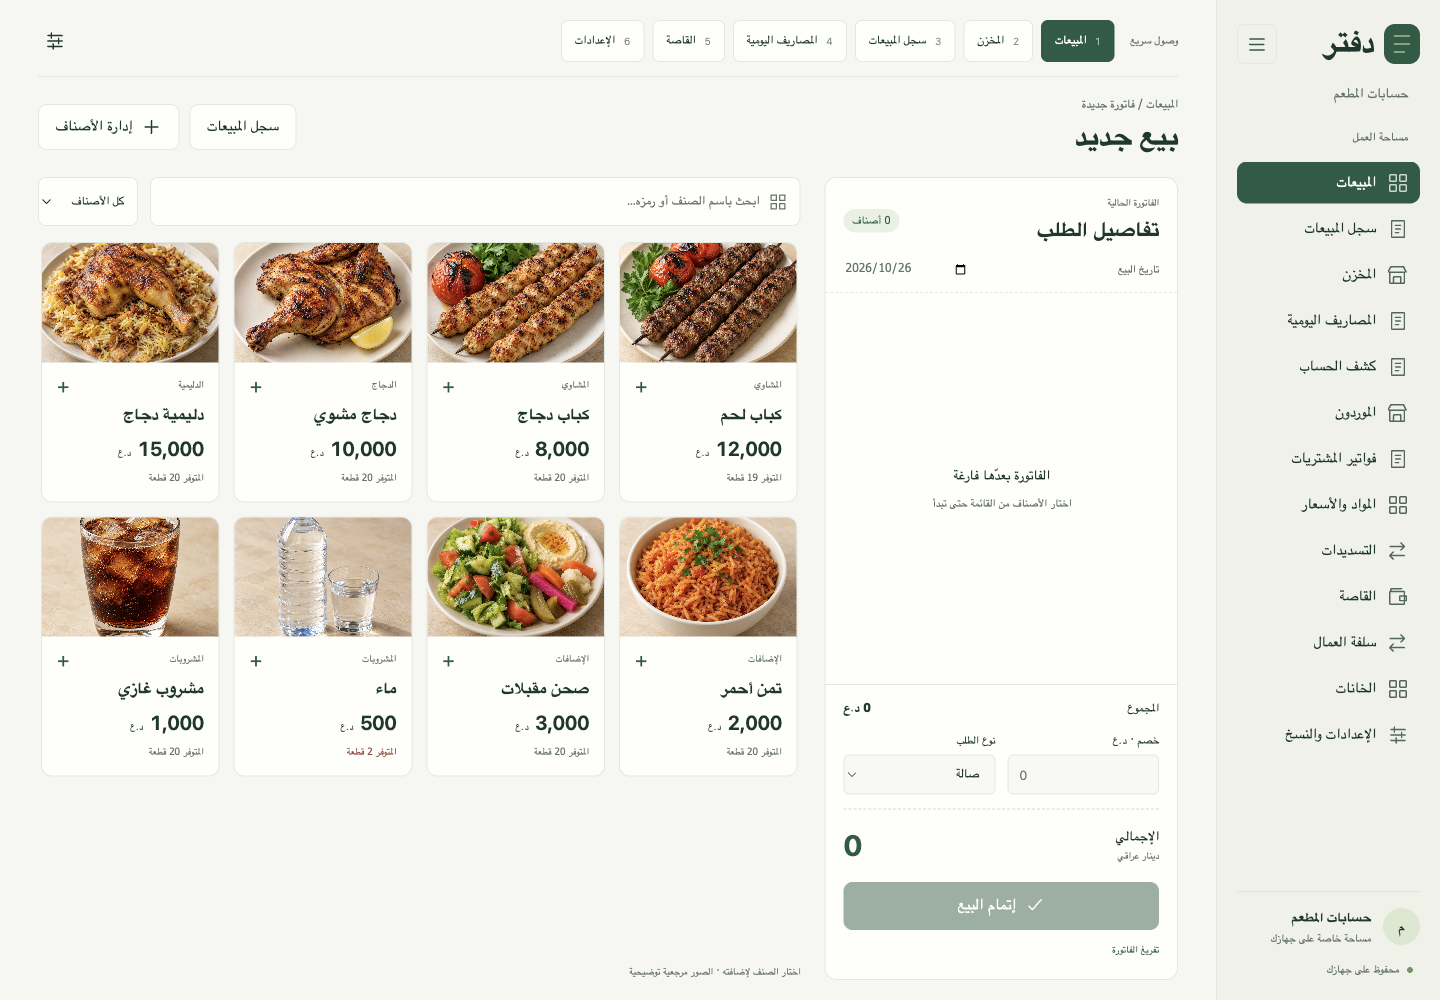 دفتر
حسابات المطعم
مساحة العمل
المبيعات
سجل المبيعات
المخزن
المصاريف اليومية
كشف الحساب
الموردون
فواتير المشتريات
المواد والأسعار
التسديدات
القاصة
سلفة العمال
الخانات
الإعدادات والنسخ
م
حسابات المطعم
مساحة خاصة على جهازك
محفوظ على جهازك
وصول سريع
1 المبيعات
2 المخزن
3 سجل المبيعات
4 المصاريف اليومية
5 القاصة
6 الإعدادات
المبيعات / فاتورة جديدة
بيع جديد
سجل المبيعات
إدارة الأصناف
الفاتورة الحالية
تفاصيل الطلب
0 أصناف
تاريخ البيع
2026/10/26
الفاتورة بعدّها فارغة
اختار الأصناف من القائمة حتى تبدأ
المجموع
0 د.ع
خصم · د.ع
0
نوع الطلب
صالة
الإجمالي
دينار عراقي
0
إتمام البيع
تفريغ الفاتورة
ابحث باسم الصنف أو رمزه...
كل الأصناف
المشاوي
كباب لحم
12,000 د.ع
المتوفر 19 قطعة
المشاوي
كباب دجاج
8,000 د.ع
المتوفر 20 قطعة
الدجاج
دجاج مشوي
10,000 د.ع
المتوفر 20 قطعة
الدليمية
دليمية دجاج
15,000 د.ع
المتوفر 20 قطعة
الإضافات
تمن أحمر
2,000 د.ع
المتوفر 20 قطعة
الإضافات
صحن مقبلات
3,000 د.ع
المتوفر 20 قطعة
المشروبات
ماء
500 د.ع
المتوفر 2 قطعة
المشروبات
مشروب غازي
1,000 د.ع
المتوفر 20 قطعة
اختار الصنف لإضافته · الصور مرجعية توضيحية